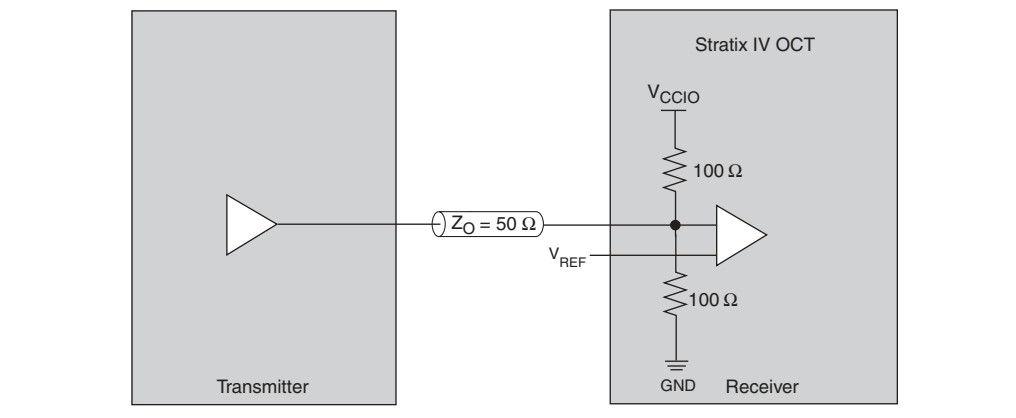 Stratix IV OCT
VCCIO
100 Ω
ZO = 50 Ω
VREF
100 Ω
GND
Transmitter
Receiver